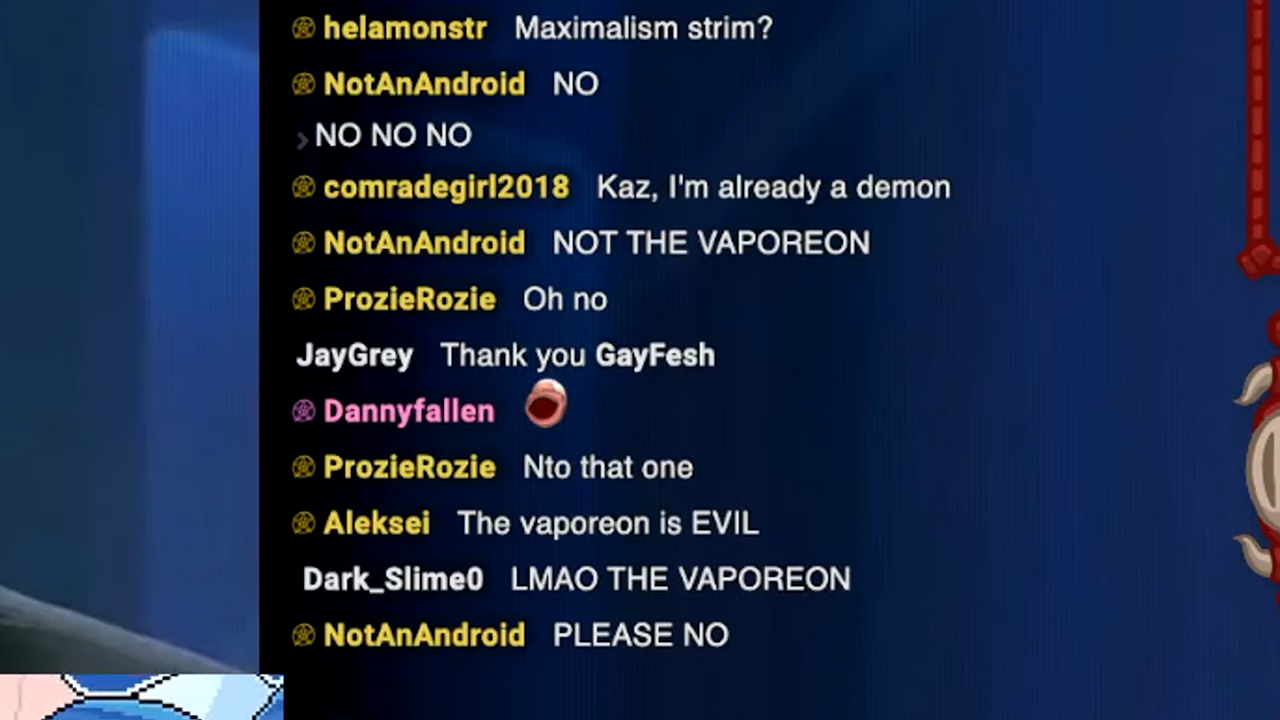 helamonstr Maximalism strim?
NotAnAndroid NO
NO NO NO
comradegirl2018 Kaz, I'm already a demon
NotAnAndroid NOT THE VAPOREON
ProzieRozie Oh no
JayGrey Thank you GayFesh
Dannyfallen
ProzieRozie Nto that one
Aleksei The vaporeon is EVIL
Dark_Slime0 LMAO THE VAPOREON
NotAnAndroid PLEASE NO